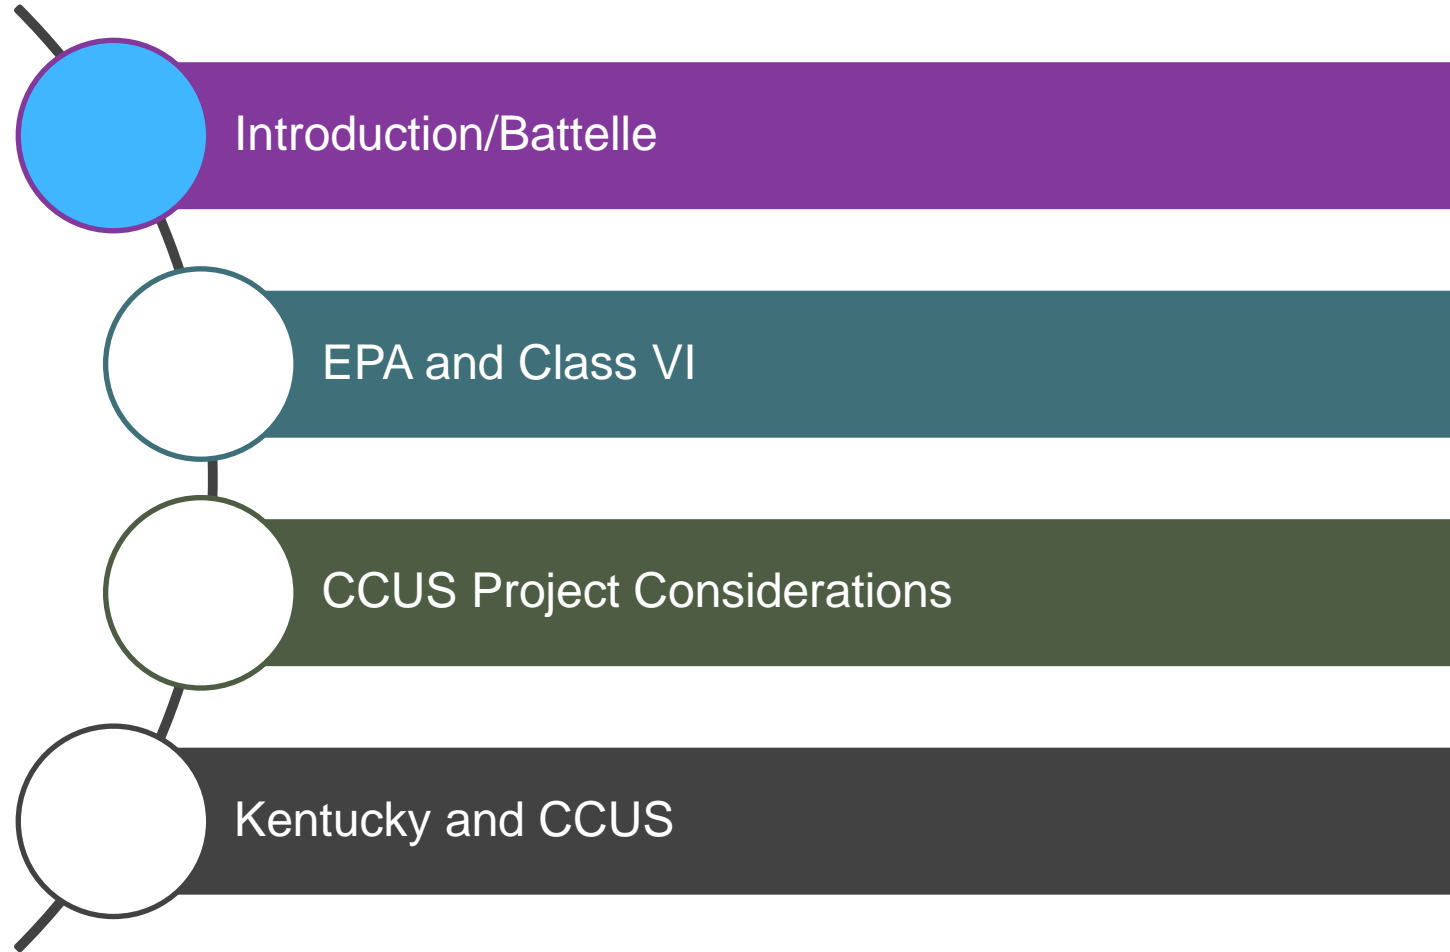 Introduction/Battelle
EPA and Class VI
CCUS Project Considerations
Kentucky and CCUS